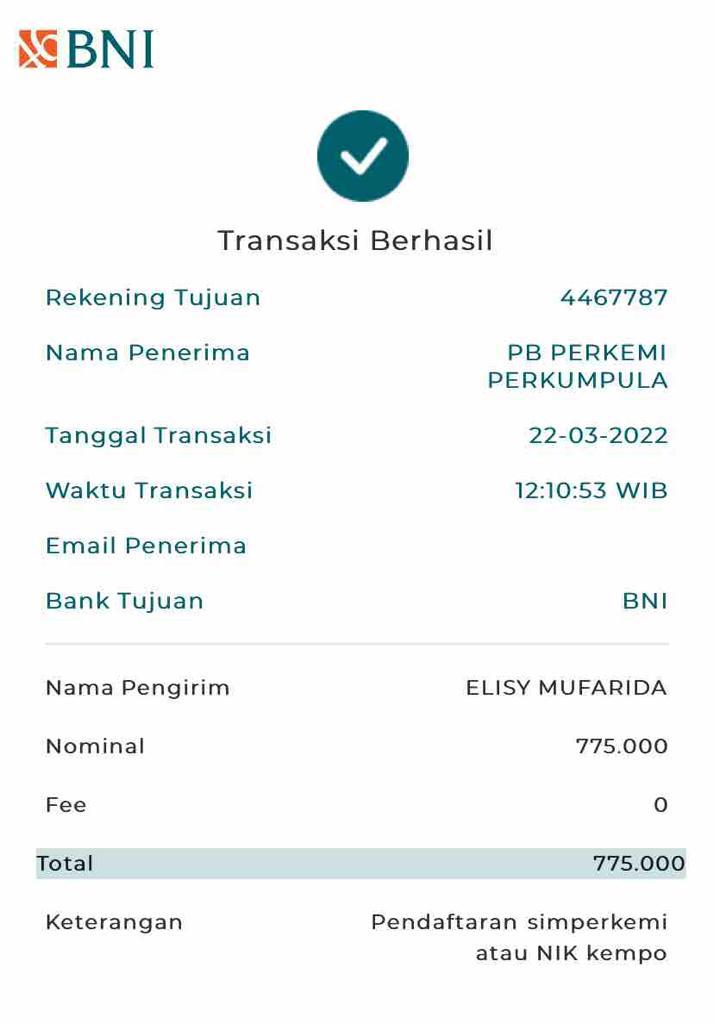 BNI
Transaksi Berhasil
Rekening Tujuan 4467787
Nama Penerima PB PERKEMI
PERKUMPULA
Tanggal Transaksi 22-03-2022
Waktu Transaksi 12:10:53 WIB
Email Penerima
Bank Tujuan BNI
Nama Pengirim ELISY MUFARIDA
Nominal 775.000
Fee 0
Total 775.000
Keterangan Pendaftaran simperkemi
atau NIK kempo